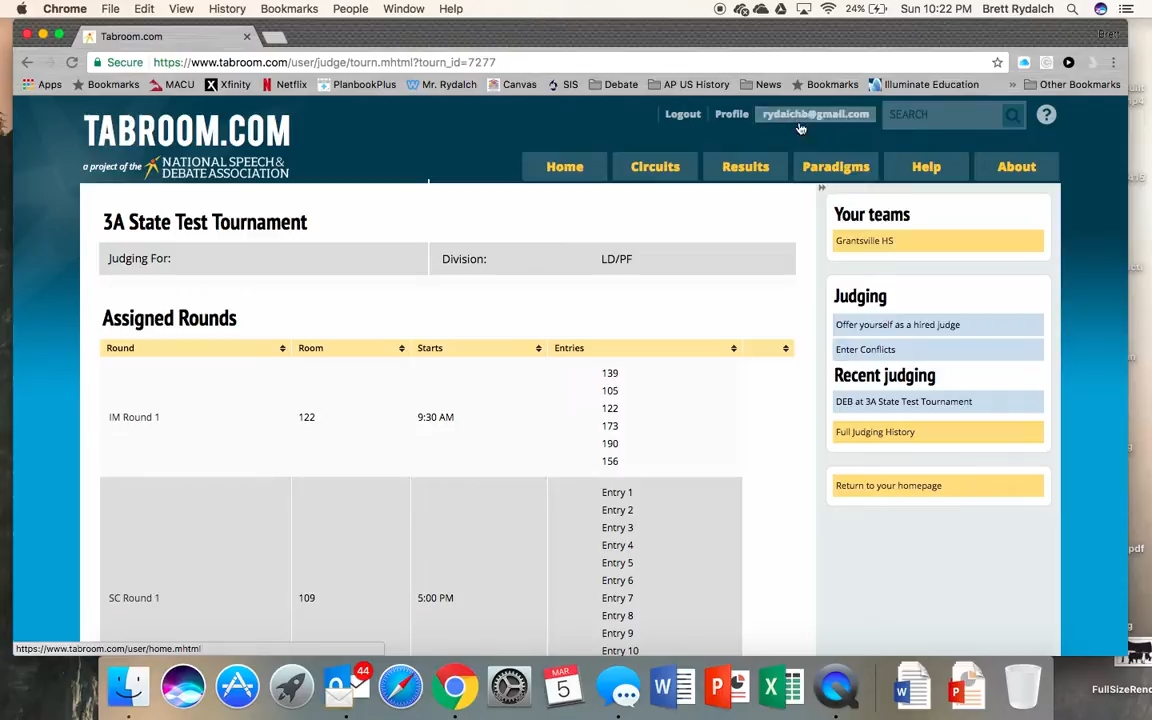 Chrome File Edit View History Bookmarks People Window Help 24% Sun 10:22 PM Brett Rydalch
Tabroom.com
Brett
Secure https://www.tabroom.com/user/judge/tourn.mhtml?tourn_id=7277
Apps Bookmarks MACU Xfinity Netflix PlanbookPlus Mr. Rydalch Canvas SIS Debate AP US History News Bookmarks Illuminate Education » Other Bookmarks
TABROOM.COM
a project of the NATIONAL SPEECH & DEBATE ASSOCIATION
Logout Profile rydalchb@gmail.com SEARCH ?
Home Circuits Results Paradigms Help About
3A State Test Tournament
Judging For: Division: LD/PF
Assigned Rounds
Round Room Starts Entries
IM Round 1 122 9:30 AM
139
105
122
173
190
156
SC Round 1 109 5:00 PM
Entry 1
Entry 2
Entry 3
Entry 4
Entry 5
Entry 6
Entry 7
Entry 8
Entry 9
Entry 10
Your teams
Grantsville HS
Judging
Offer yourself as a hired judge
Enter Conflicts
Recent judging
DEB at 3A State Test Tournament
Full Judging History
Return to your homepage
https://www.tabroom.com/user/home.mhtml
44
MAR
5
FullSizeRend
pdf